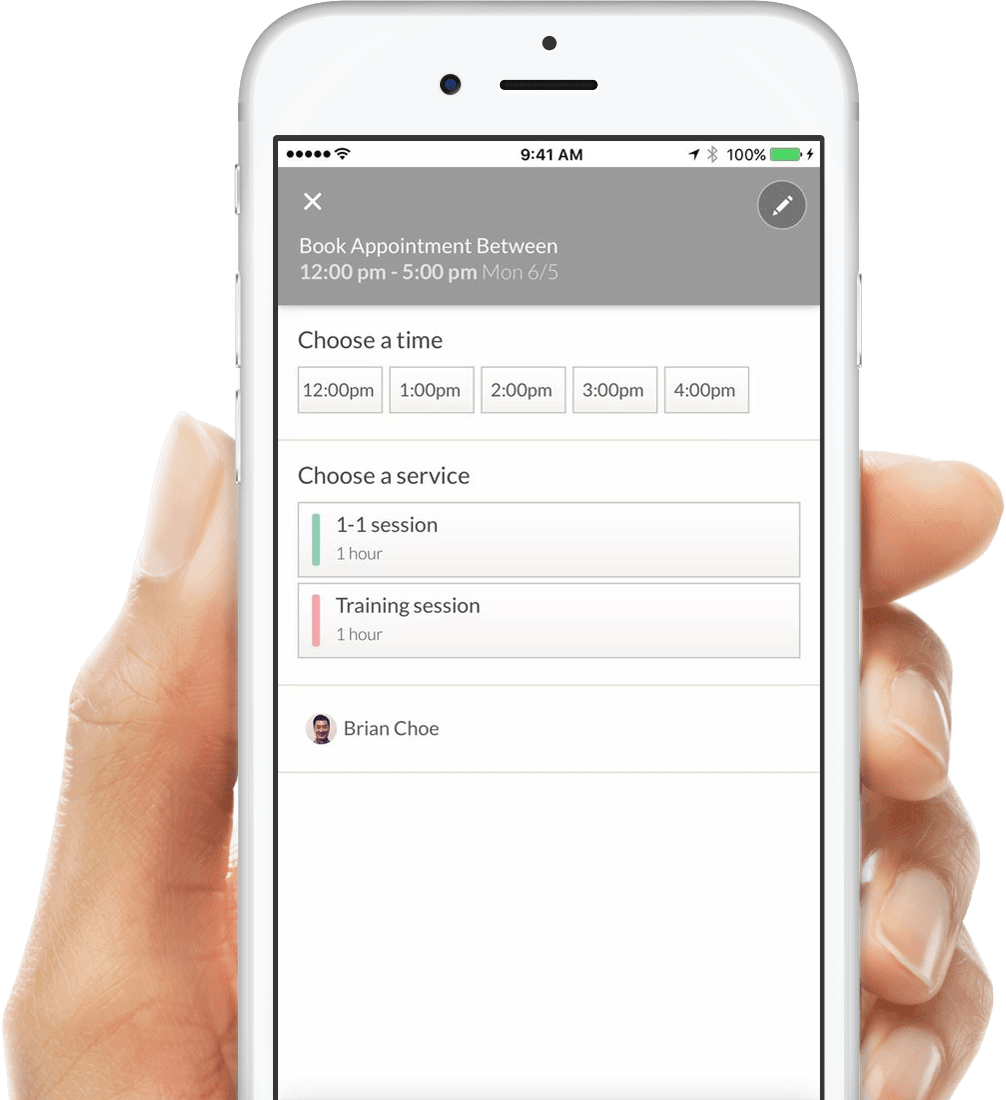 9:41 AM
100%
Book Appointment Between
12:00 pm - 5:00 pm Mon 6/5
Choose a time
12:00pm 1:00pm 2:00pm 3:00pm 4:00pm
Choose a service
1-1 session
1 hour
Training session
1 hour
Brian Choe